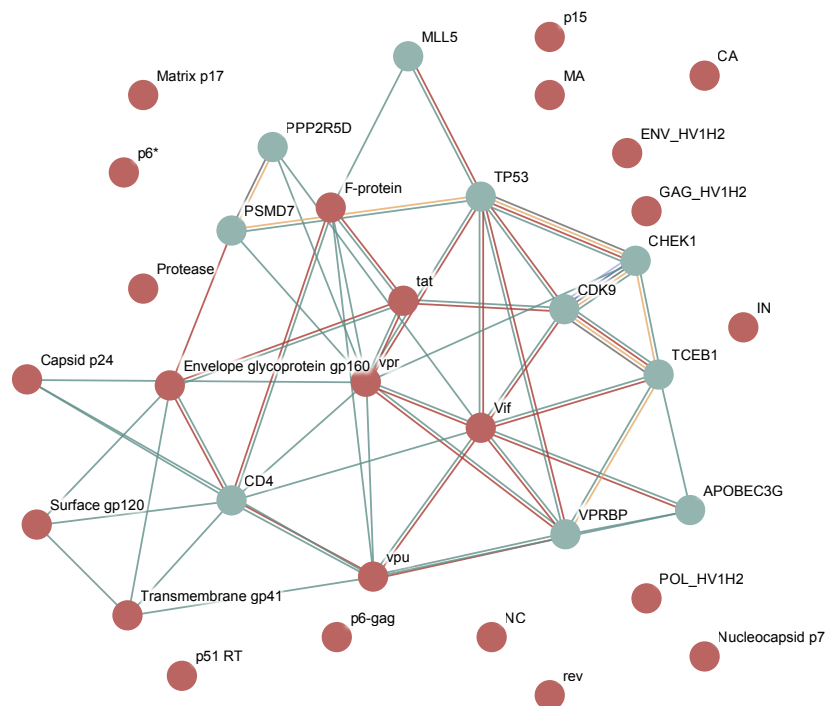 p15
MLL5
CA
Matrix p17
MA
PPP2R5D
ENV_HV1H2
p6*
F-protein
TP53
GAG_HV1H2
PSMD7
CHEK1
Protease
tat
CDK9
IN
Capsid p24
Envelope glycoprotein gp160
vpr
TCEB1
Vif
CD4
APOBEC3G
Surface gp120
VPRBP
vpu
Transmembrane gp41
POL_HV1H2
p6-gag
NC
Nucleocapsid p7
p51 RT
rev